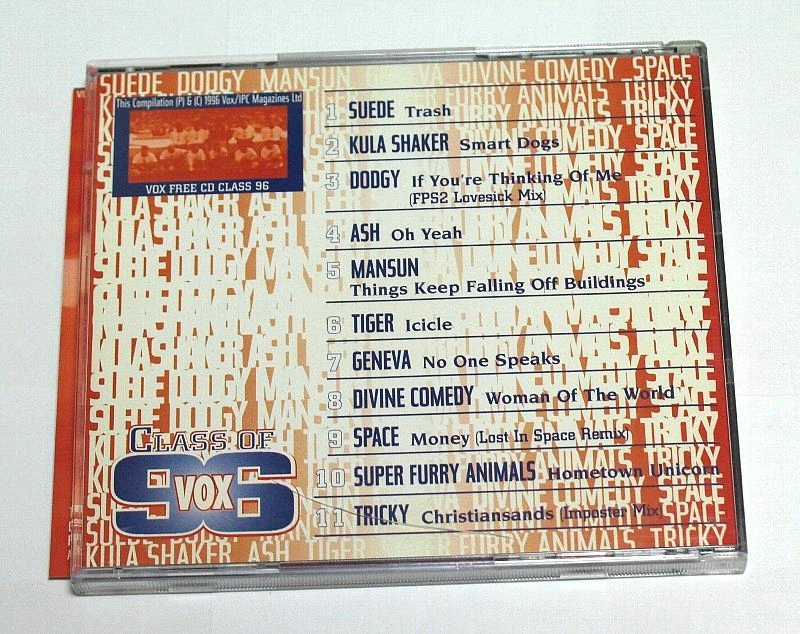 SUEDE DODGY MANSUN GENEVA DIVINE COMEDY SPACE
This Compilation (P) & (C) 1996 Vox/IPC Magazines Ltd
VOX FREE CD CLASS 96
1 SUEDE Trash
2 KULA SHAKER Smart Dogs
3 DODGY If You're Thinking Of Me
(FPS2 Lovesick Mix)
4 ASH Oh Yeah
5 MANSUN
Things Keep Falling Off Buildings
6 TIGER Icicle
7 GENEVA No One Speaks
8 DIVINE COMEDY Woman Of The World
9 SPACE Money (Lost In Space Remix)
10 SUPER FURRY ANIMALS Hometown Unicorn
11 TRICKY Christiansands (Imposter Mix)
CLASS OF
96
VOX
KULA SHAKER ASH TIGER FURRY ANIMALS TRICKY